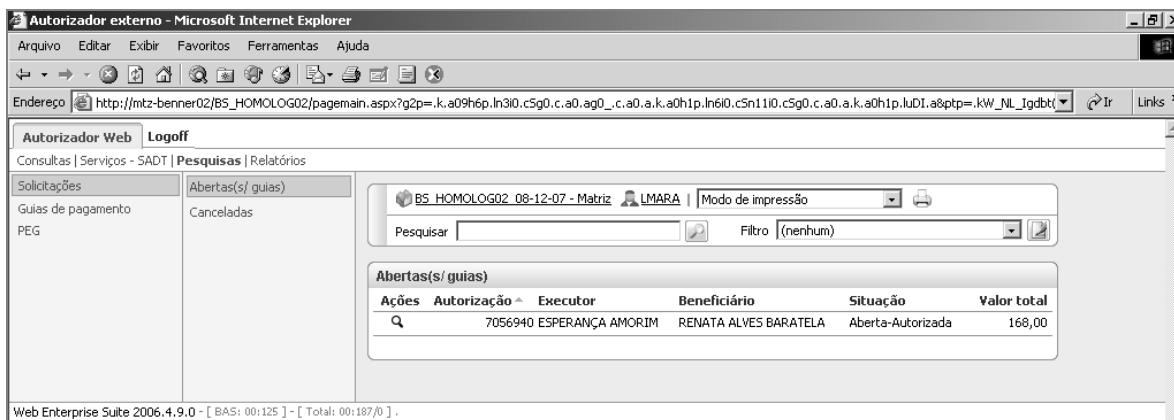 Autorizador externo - Microsoft Internet Explorer
Arquivo Editar Exibir Favoritos Ferramentas Ajuda
Endereço http://mtz-benner02/BS_HOMOLOG02/pagemain.aspx?g2p=.k.a09h6p.ln3i0.cSg0.c.a0.ag0_.c.a0.a.k.a0h1p.ln6i0.cSn11i0.cSg0.c.a0.a.k.a0h1p.luDI.a&ptp=.kW_NL_Igdbt( Ir Links
Autorizador Web Logoff
Consultas | Serviços - SADT | Pesquisas | Relatórios
Solicitações
Guias de pagamento
PEG
Abertas(s/ guias)
Canceladas
BS_HOMOLOG02_08-12-07 - Matriz LMARA | Modo de impressão
Pesquisar Filtro (nenhum)
Abertas(s/ guias)
Ações Autorização Executor Beneficiário Situação Valor total
7056940 ESPERANÇA AMORIM RENATA ALVES BARATELA Aberta-Autorizada 168,00
Web Enterprise Suite 2006.4.9.0 - [ BAS: 00:125 ] - [ Total: 00:187/0 ] .